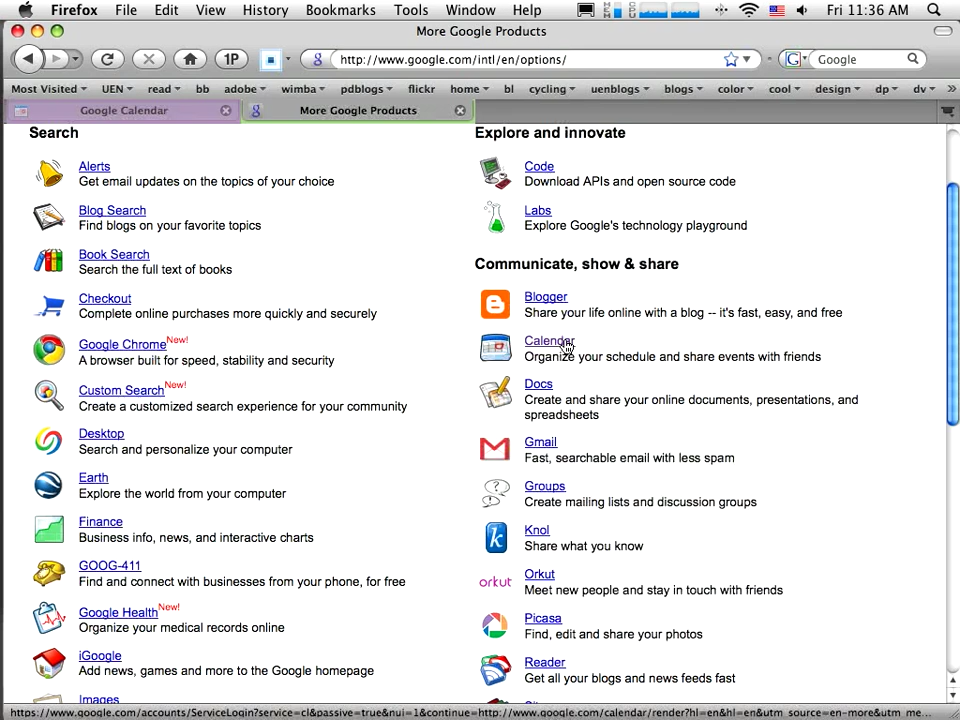 Firefox File Edit View History Bookmarks Tools Window Help Fri 11:36 AM
More Google Products
1P http://www.google.com/intl/en/options/ Google
Most Visited UEN read bb adobe wimba pdblogs flickr home bl cycling uenblogs blogs color cool design dp dv »
Google Calendar
More Google Products
Search
Alerts
Get email updates on the topics of your choice
Blog Search
Find blogs on your favorite topics
Book Search
Search the full text of books
Checkout
Complete online purchases more quickly and securely
Google Chrome New!
A browser built for speed, stability and security
Custom Search New!
Create a customized search experience for your community
Desktop
Search and personalize your computer
Earth
Explore the world from your computer
Finance
Business info, news, and interactive charts
GOOG-411
Find and connect with businesses from your phone, for free
Google Health New!
Organize your medical records online
iGoogle
Add news, games and more to the Google homepage
Images
Explore and innovate
Code
Download APIs and open source code
Labs
Explore Google's technology playground
Communicate, show & share
Blogger
Share your life online with a blog -- it's fast, easy, and free
Calendar
Organize your schedule and share events with friends
Docs
Create and share your online documents, presentations, and
spreadsheets
Gmail
Fast, searchable email with less spam
Groups
Create mailing lists and discussion groups
Knol
Share what you know
orkut
Orkut
Meet new people and stay in touch with friends
Picasa
Find, edit and share your photos
Reader
Get all your blogs and news feeds fast
https://www.google.com/accounts/ServiceLogin?service=cl&passive=true&nui=1&continue=http://www.google.com/calendar/render?hl=en&hl=en&utm_source=en-more&utm_me...